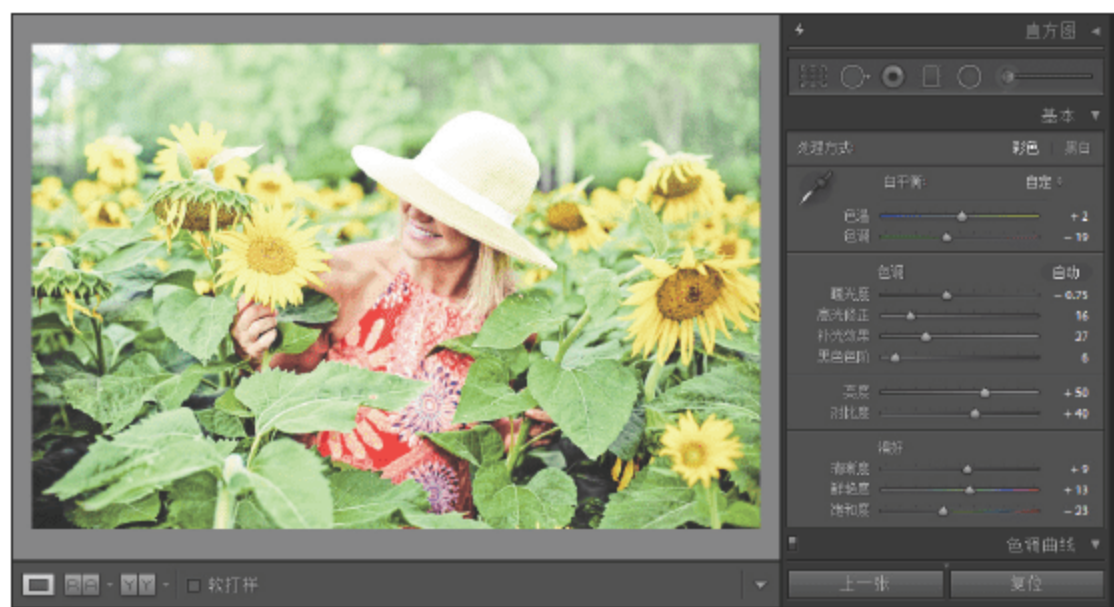 直方图
基本
处理方式: 彩色 黑白
白平衡: 自定
色温 +2
色调 -19
色调 自动
曝光度 -0.75
高光修正 16
补光效果 27
黑色色阶 6
亮度 +50
对比度 +40
偏好
清晰度 +9
鲜艳度 +13
饱和度 -23
色调曲线
软打样 上一张 复位